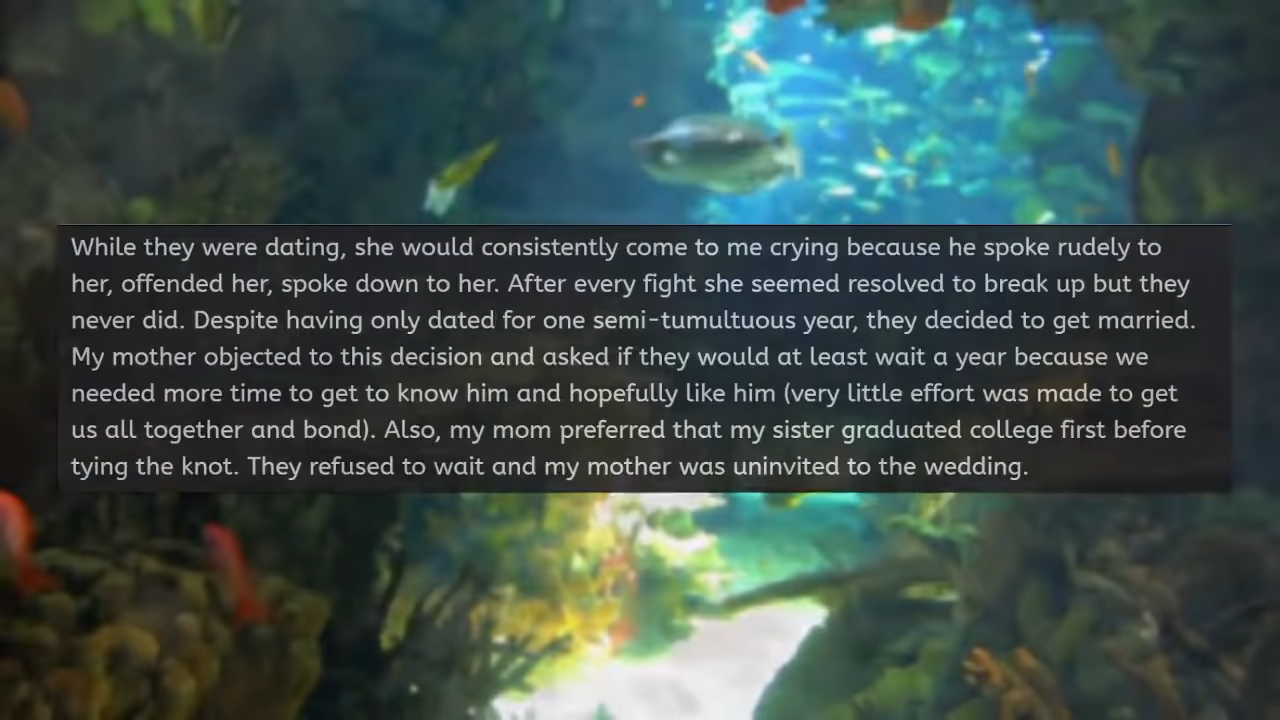 While they were dating, she would consistently come to me crying because he spoke rudely to
her, offended her, spoke down to her. After every fight she seemed resolved to break up but they
never did. Despite having only dated for one semi-tumultuous year, they decided to get married.
My mother objected to this decision and asked if they would at least wait a year because we
needed more time to get to know him and hopefully like him (very little effort was made to get
us all together and bond). Also, my mom preferred that my sister graduated college first before
tying the knot. They refused to wait and my mother was uninvited to the wedding.